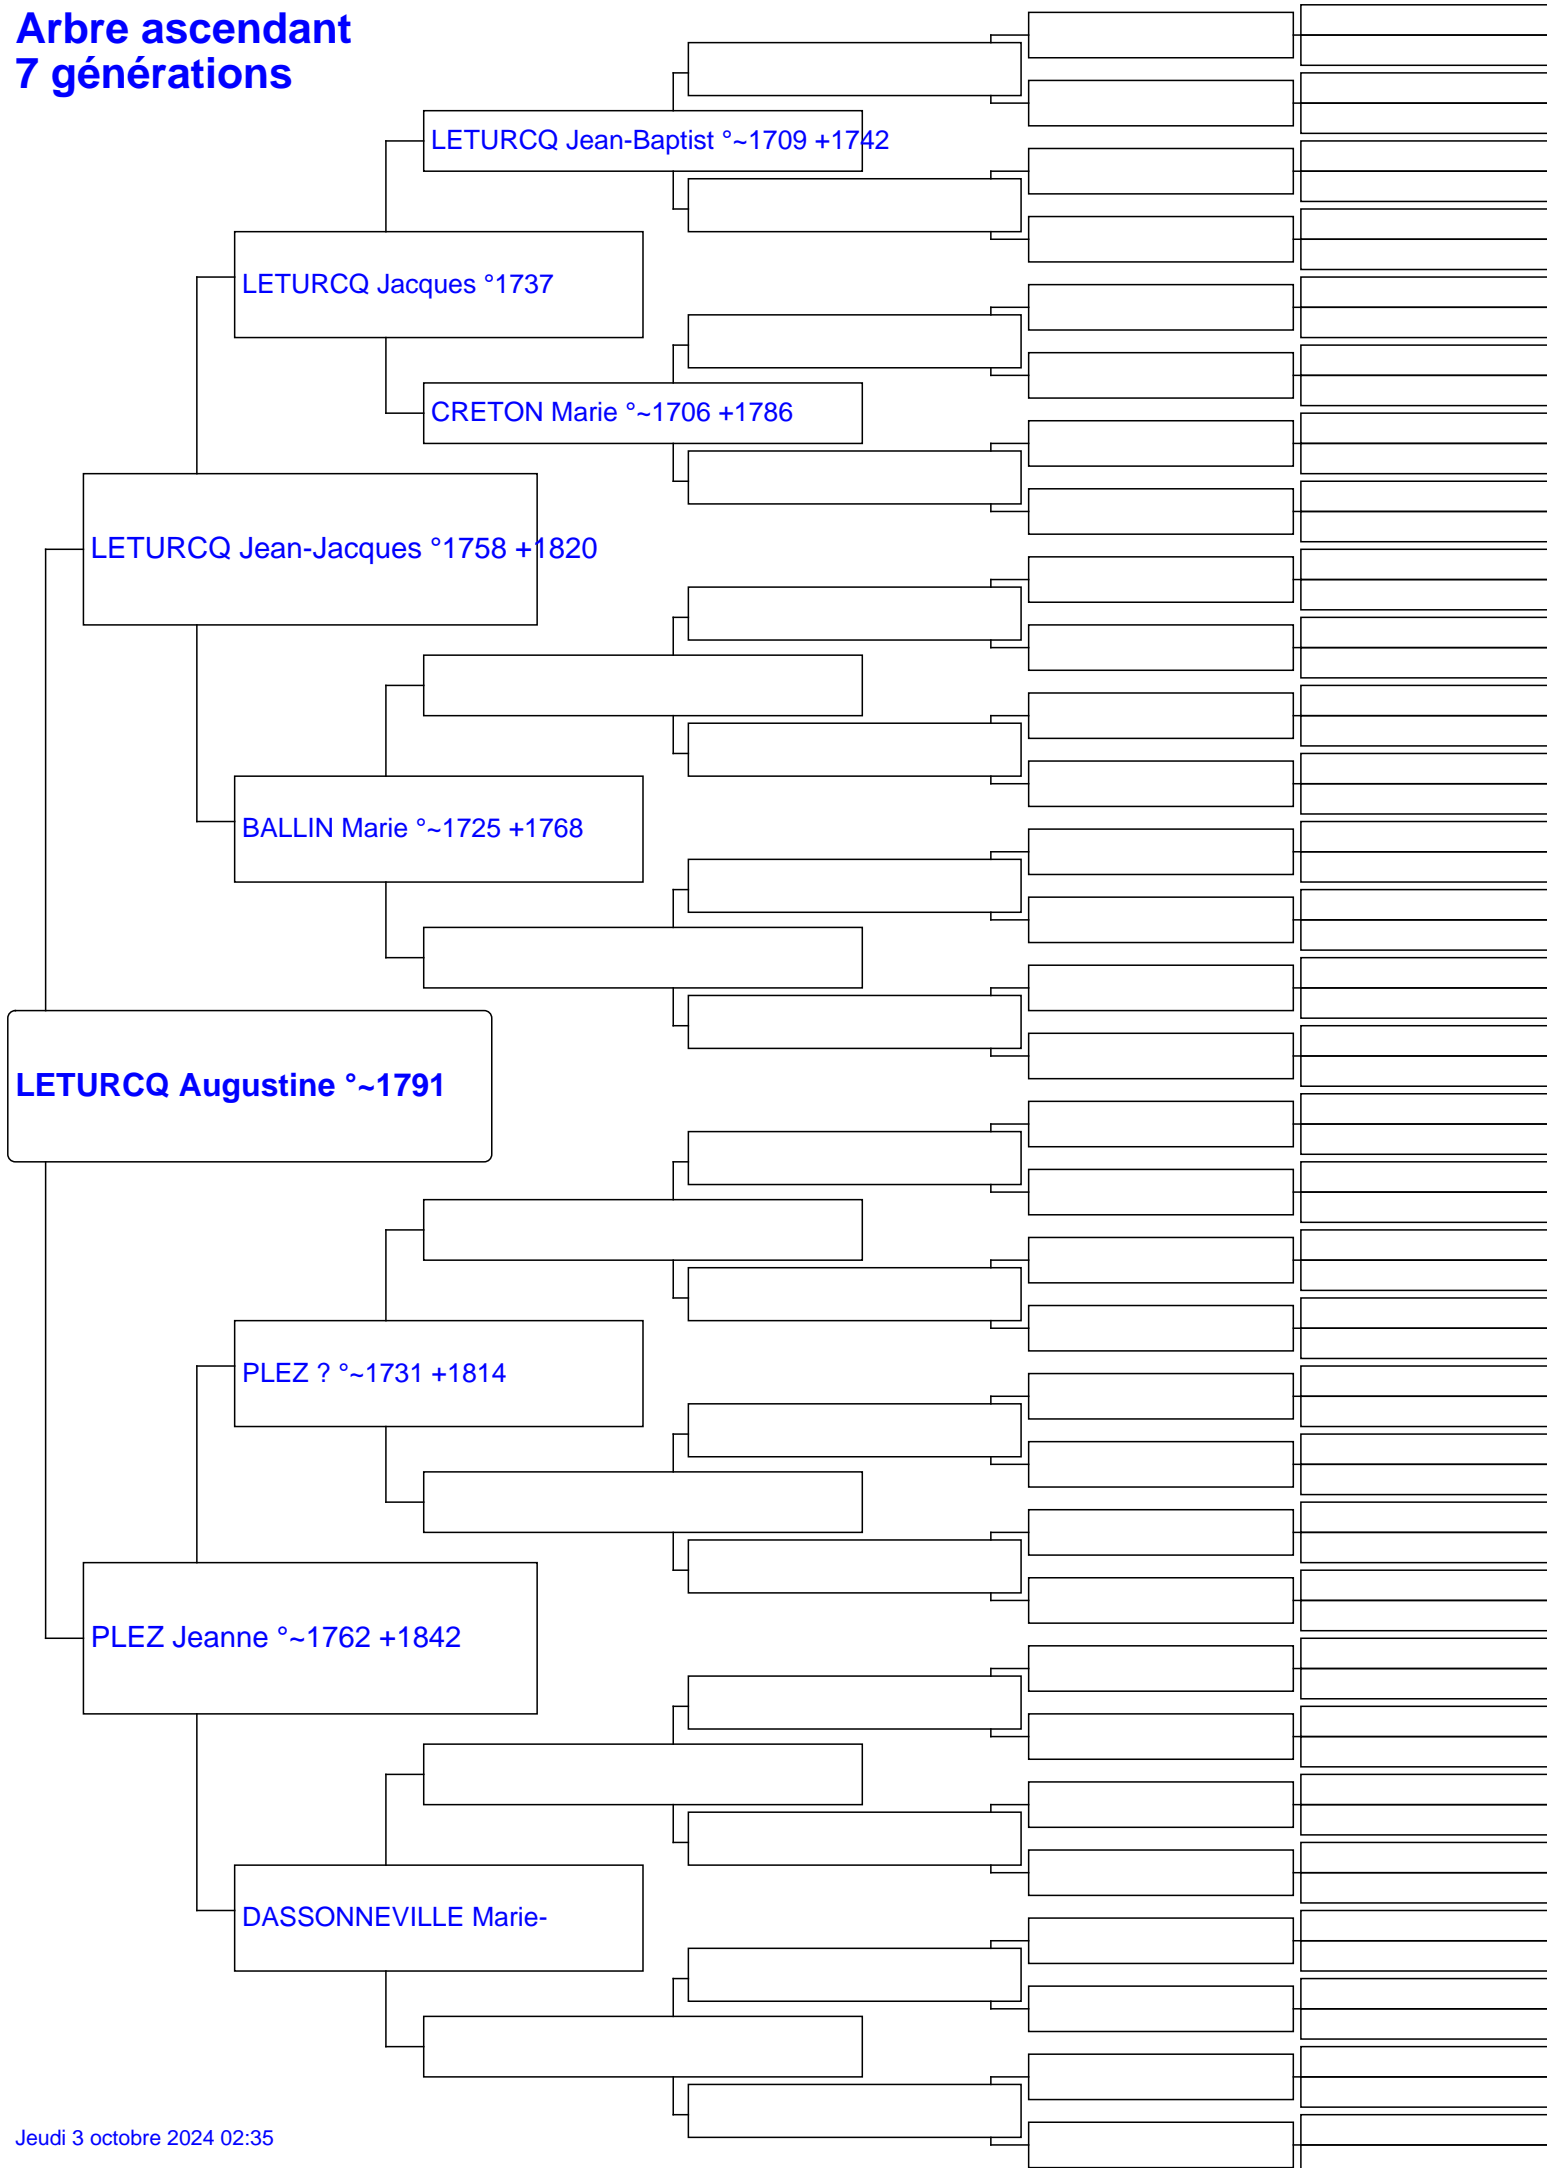 Arbre ascendant
7 générations
LETURCQ Jean-Baptist °~1709 +1742
LETURCQ Jacques °1737
CRETON Marie °~1706 +1786
LETURCQ Jean-Jacques °1758 +1820
BALLIN Marie °~1725 +1768
LETURCQ Augustine °~1791
PLEZ ? °~1731 +1814
PLEZ Jeanne °~1762 +1842
DASSONNEVILLE Marie-
Jeudi 3 octobre 2024 02:35